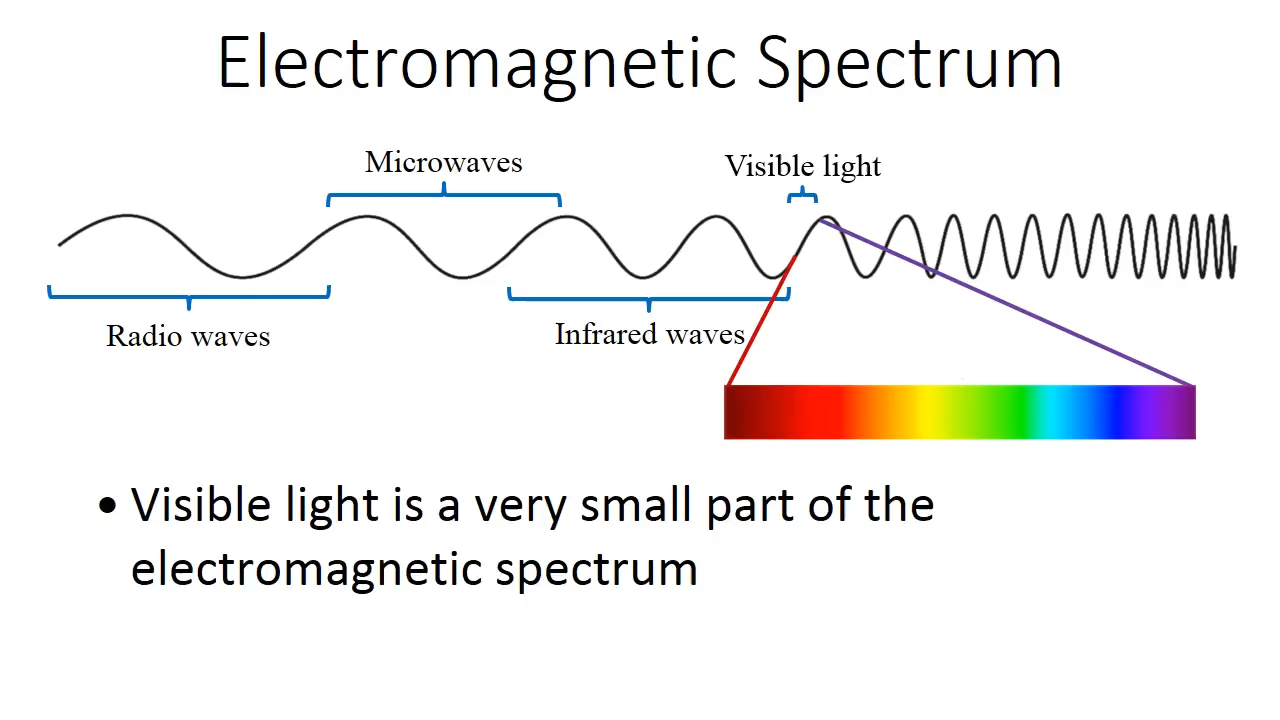 Electromagnetic Spectrum
Microwaves
Visible light
Radio waves
Infrared waves
• Visible light is a very small part of the
electromagnetic spectrum